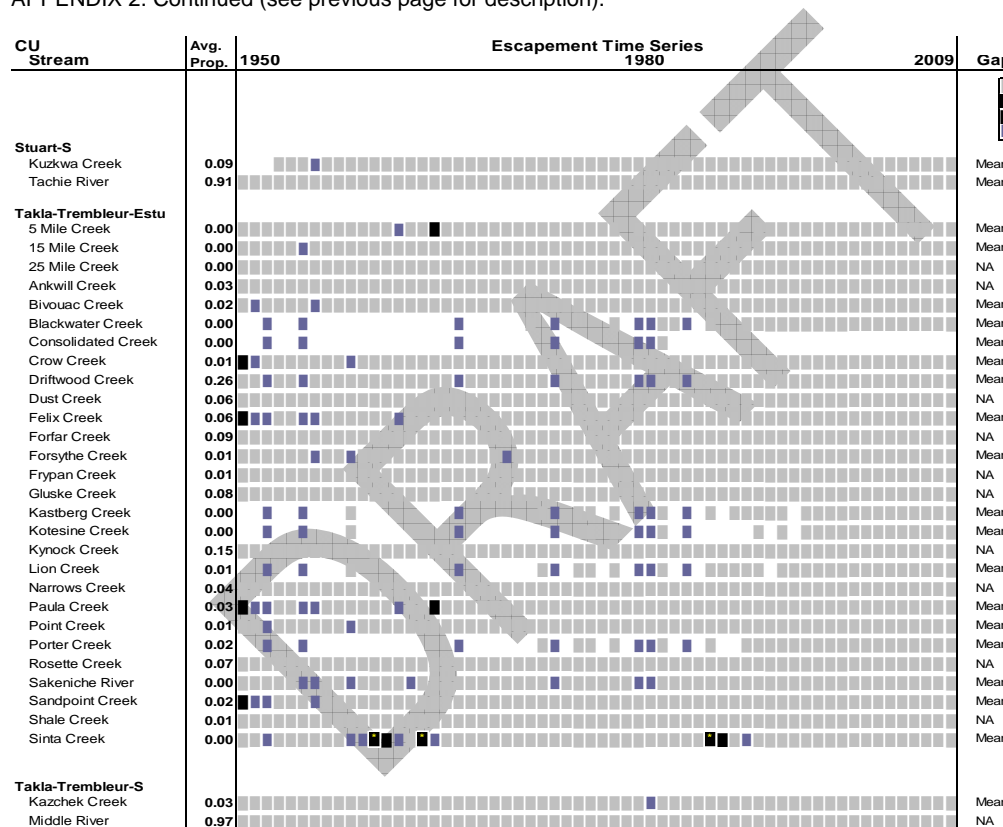 APPENDIX 2. Continued (see previous page for description).
CU Avg. Escapement Time Series
Stream Prop. 1950 1980 2009 Gap
Stuart-S
Kuzkwa Creek 0.09 Mean
Tachie River 0.91 Mean
Takla-Trembleur-Estu
5 Mile Creek 0.00 Mean
15 Mile Creek 0.00 Mean
25 Mile Creek 0.00 NA
Ankwill Creek 0.03 NA
Bivouac Creek 0.02 Mean
Blackwater Creek 0.00 Mean
Consolidated Creek 0.00 Mean
Crow Creek 0.01 Mean
Driftwood Creek 0.26 Mean
Dust Creek 0.06 NA
Felix Creek 0.06 Mean
Forfar Creek 0.09 NA
Forsythe Creek 0.01 Mean
Frypan Creek 0.01 NA
Gluske Creek 0.08 NA
Kastberg Creek 0.00 Mean
Kotesine Creek 0.00 Mean
Kynock Creek 0.15 NA
Lion Creek 0.01 Mean
Narrows Creek 0.04 NA
Paula Creek 0.03 Mean
Point Creek 0.01 Mean
Porter Creek 0.02 Mean
Rosette Creek 0.07 NA
Sakeniche River 0.00 Mean
Sandpoint Creek 0.02 Mean
Shale Creek 0.01 NA
Sinta Creek 0.00 Mean
Takla-Trembleur-S
Kazchek Creek 0.03 Mean
Middle River 0.97 NA
DRAFT